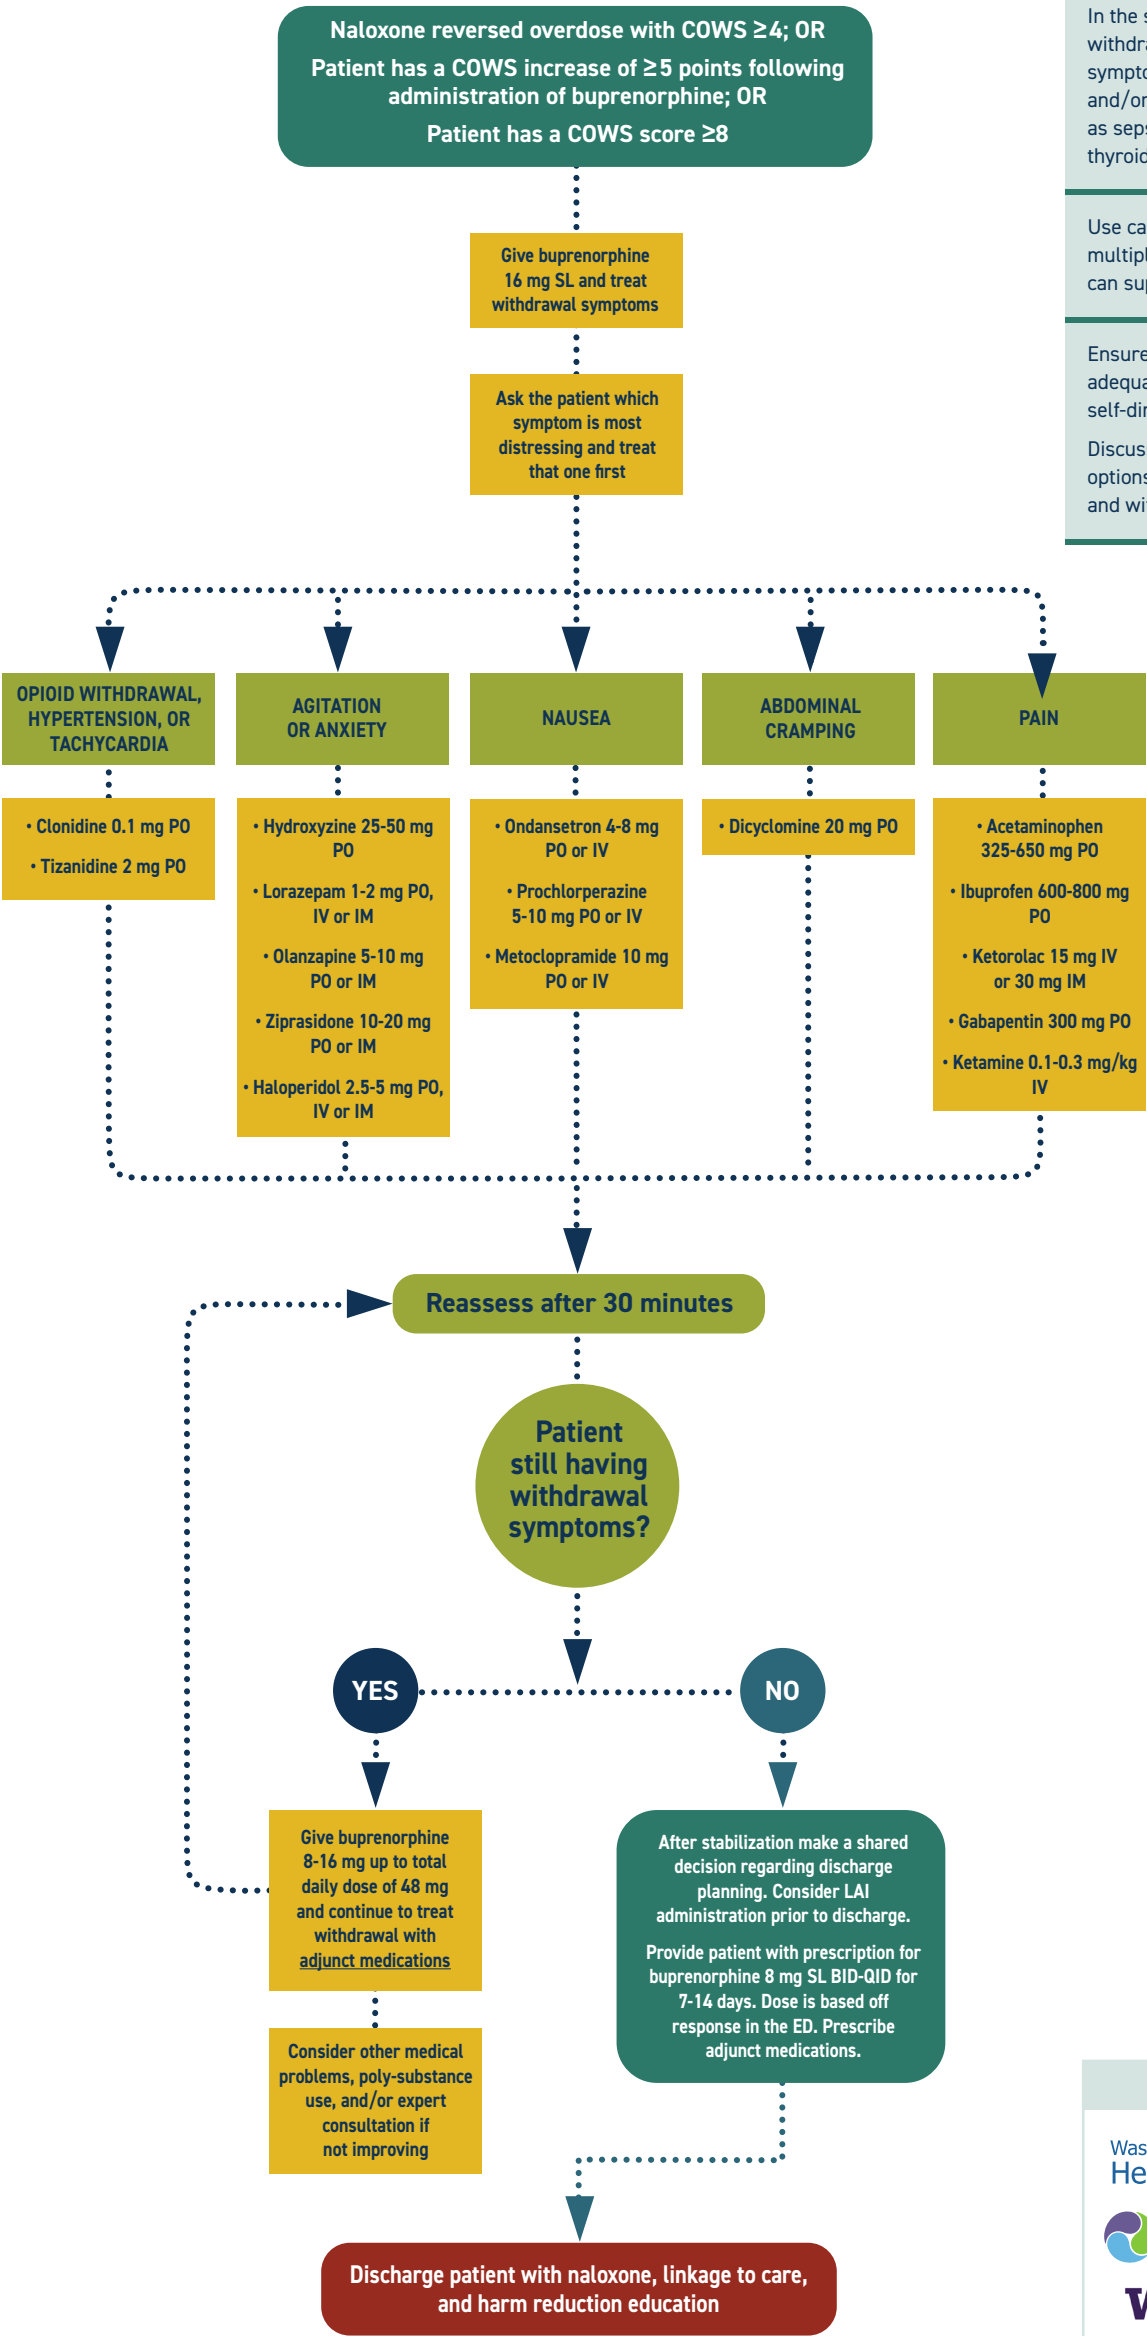 Naloxone reversed overdose with COWS ≥4; OR
Patient has a COWS increase of ≥5 points following
administration of buprenorphine; OR
Patient has a COWS score ≥8
Give buprenorphine
16 mg SL and treat
withdrawal symptoms
Ask the patient which
symptom is most
distressing and treat
that one first
OPIOID WITHDRAWAL,
HYPERTENSION, OR
TACHYCARDIA
• Clonidine 0.1 mg PO
• Tizanidine 2 mg PO
AGITATION
OR ANXIETY
• Hydroxyzine 25-50 mg
PO
• Lorazepam 1-2 mg PO,
IV or IM
• Olanzapine 5-10 mg
PO or IM
• Ziprasidone 10-20 mg
PO or IM
• Haloperidol 2.5-5 mg PO,
IV or IM
NAUSEA
• Ondansetron 4-8 mg
PO or IV
• Prochlorperazine
5-10 mg PO or IV
• Metoclopramide 10 mg
PO or IV
ABDOMINAL
CRAMPING
• Dicyclomine 20 mg PO
PAIN
• Acetaminophen
325-650 mg PO
• Ibuprofen 600-800 mg
PO
• Ketorolac 15 mg IV
or 30 mg IM
• Gabapentin 300 mg PO
• Ketamine 0.1-0.3 mg/kg
IV
Reassess after 30 minutes
Patient
still having
withdrawal
symptoms?
YES
NO
Give buprenorphine
8-16 mg up to total
daily dose of 48 mg
and continue to treat
withdrawal with
adjunct medications
Consider other medical
problems, poly-substance
use, and/or expert
consultation if
not improving
After stabilization make a shared
decision regarding discharge
planning. Consider LAI
administration prior to discharge.
Provide patient with prescription for
buprenorphine 8 mg SL BID-QID for
7-14 days. Dose is based off
response in the ED. Prescribe
adjunct medications.
Discharge patient with naloxone, linkage to care,
and harm reduction education
In the
and/or
Use
Ensure
options